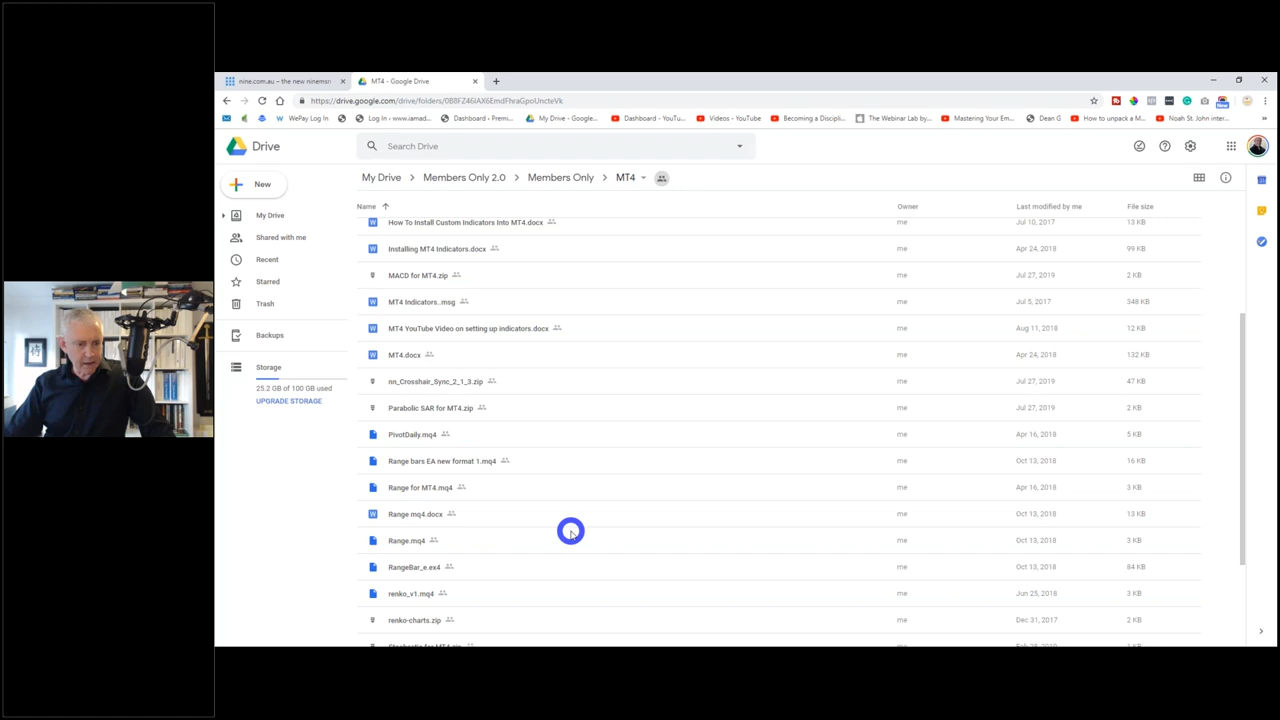 nine.com.au – the new ninemsn
MT4 - Google Drive
https://drive.google.com/drive/folders/
WePay Log In
Log In ‹ www.iamad...
Dashboard ‹ Premi...
My Drive - Google...
Dashboard - YouTu...
Videos - YouTube
Becoming a Discipli...
The Webinar Lab by...
Mastering Your Em...
Dean G
How to unpack a M...
Noah St. John inter...
Drive
Search Drive
New
My Drive
Members Only 2.0
Members Only
MT4
My Drive
Shared with me
Recent
Starred
Trash
Backups
Storage
25.2 GB of 100 GB used
UPGRADE STORAGE
Name Owner Last modified by me File size
How To Install Custom Indicators Into MT4.docx me Jul 10, 2017 13 KB
Installing MT4 Indicators.docx me Apr 24, 2018 99 KB
MACD for MT4.zip me Jul 27, 2019 2 KB
MT4 Indicators..msg me Jul 5, 2017 348 KB
MT4 YouTube Video on setting up indicators.docx me Aug 11, 2018 12 KB
MT4.docx me Apr 24, 2018 132 KB
nn_Crosshair_Sync_2_1_3.zip me Jul 27, 2019 47 KB
Parabolic SAR for MT4.zip me Jul 27, 2019 2 KB
PivotDaily.mq4 me Apr 16, 2018 5 KB
Range bars EA new format 1.mq4 me Oct 13, 2018 16 KB
Range for MT4.mq4 me Apr 16, 2018 3 KB
Range mq4.docx me Oct 13, 2018 13 KB
Range.mq4 me Oct 13, 2018 3 KB
RangeBar_e.ex4 me Oct 13, 2018 84 KB
renko_v1.mq4 me Jun 25, 2018 3 KB
renko-charts.zip me Dec 31, 2017 2 KB